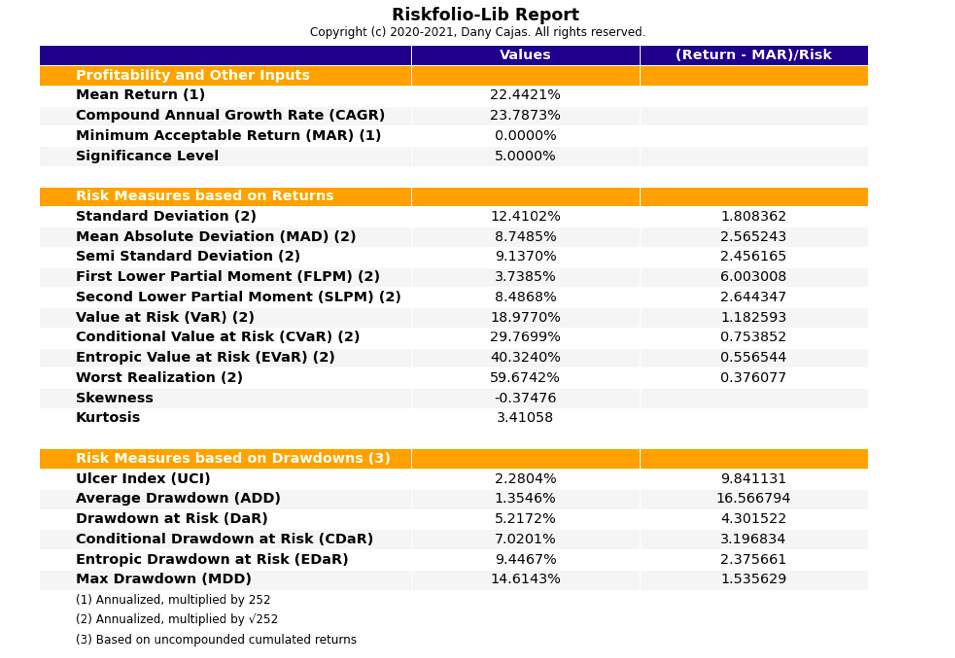 Riskfolio-Lib Report
Copyright (c) 2020-2021, Dany Cajas. All rights reserved.
Values (Return - MAR)/Risk
Profitability and Other Inputs
Mean Return (1) 22.4421%
Compound Annual Growth Rate (CAGR) 23.7873%
Minimum Acceptable Return (MAR) (1) 0.0000%
Significance Level 5.0000%
Risk Measures based on Returns
Standard Deviation (2) 12.4102% 1.808362
Mean Absolute Deviation (MAD) (2) 8.7485% 2.565243
Semi Standard Deviation (2) 9.1370% 2.456165
First Lower Partial Moment (FLPM) (2) 3.7385% 6.003008
Second Lower Partial Moment (SLPM) (2) 8.4868% 2.644347
Value at Risk (VaR) (2) 18.9770% 1.182593
Conditional Value at Risk (CVaR) (2) 29.7699% 0.753852
Entropic Value at Risk (EVaR) (2) 40.3240% 0.556544
Worst Realization (2) 59.6742% 0.376077
Skewness -0.37476
Kurtosis 3.41058
Risk Measures based on Drawdowns (3)
Ulcer Index (UCI) 2.2804% 9.841131
Average Drawdown (ADD) 1.3546% 16.566794
Drawdown at Risk (DaR) 5.2172% 4.301522
Conditional Drawdown at Risk (CDaR) 7.0201% 3.196834
Entropic Drawdown at Risk (EDaR) 9.4467% 2.375661
Max Drawdown (MDD) 14.6143% 1.535629
(1) Annualized, multiplied by 252
(2) Annualized, multiplied by √252
(3) Based on uncompounded cumulated returns